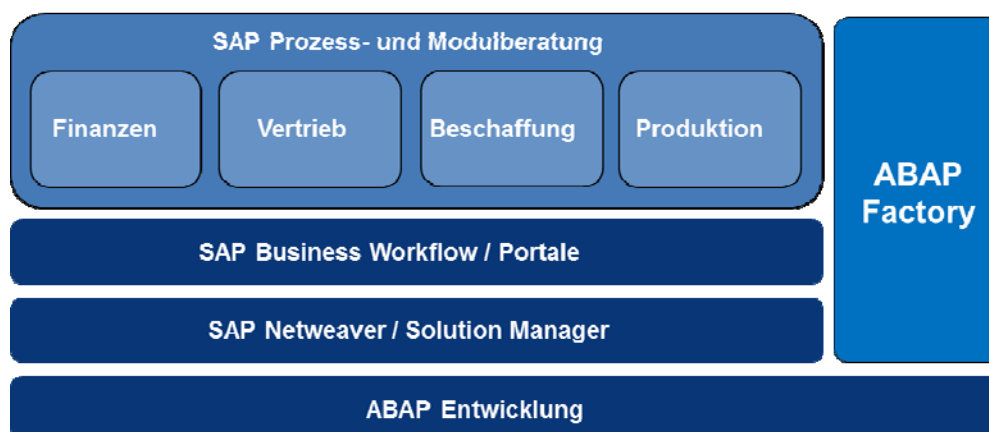 SAP Prozess- und Modulberatung
Finanzen
Vertrieb
Beschaffung
Produktion
ABAP
Factory
SAP Business Workflow / Portale
SAP Netweaver / Solution Manager
ABAP Entwicklung